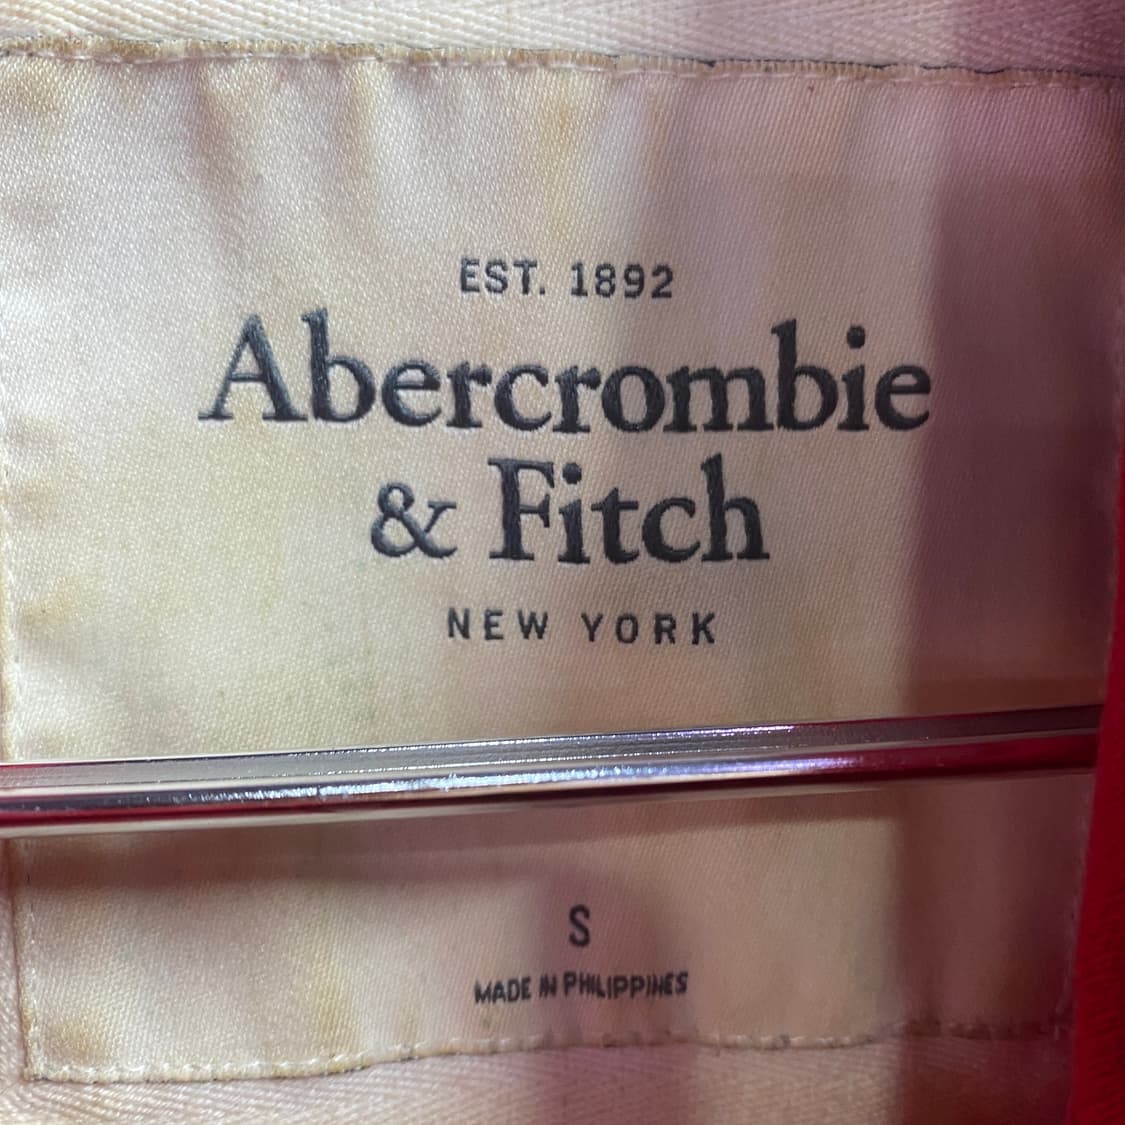 EST. 1892
Abercrombie
& Fitch
NEW YORK
S
MADE IN PHILIPPINES